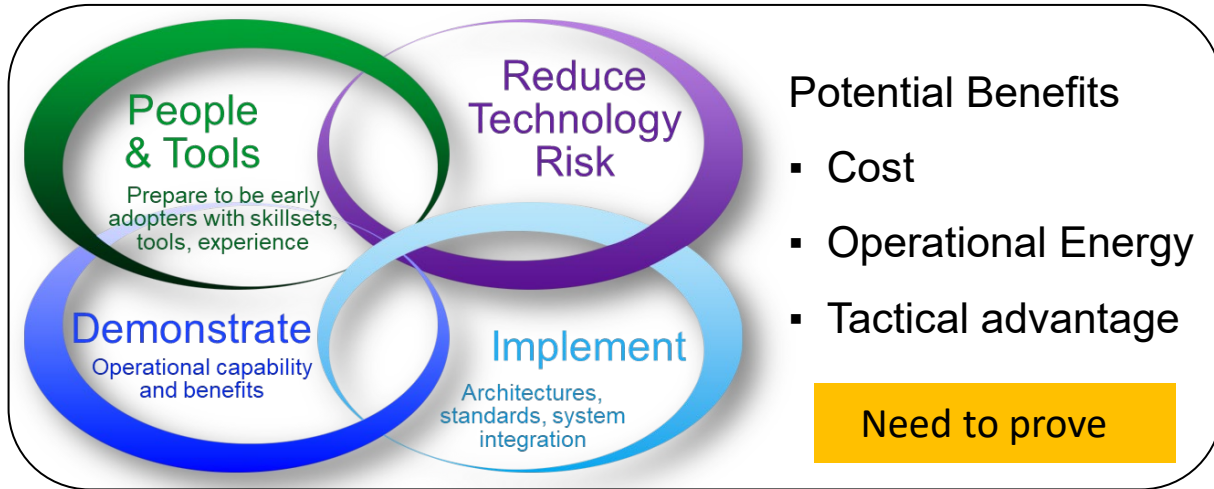 People
& Tools
Prepare to be early
adopters with skillsets,
tools, experience
Reduce
Technology
Risk
Demonstrate
Operational capability
and benefits
Implement
Architectures,
standards, system
integration
Potential Benefits
▪ Cost
▪ Operational Energy
▪ Tactical advantage
Need to prove